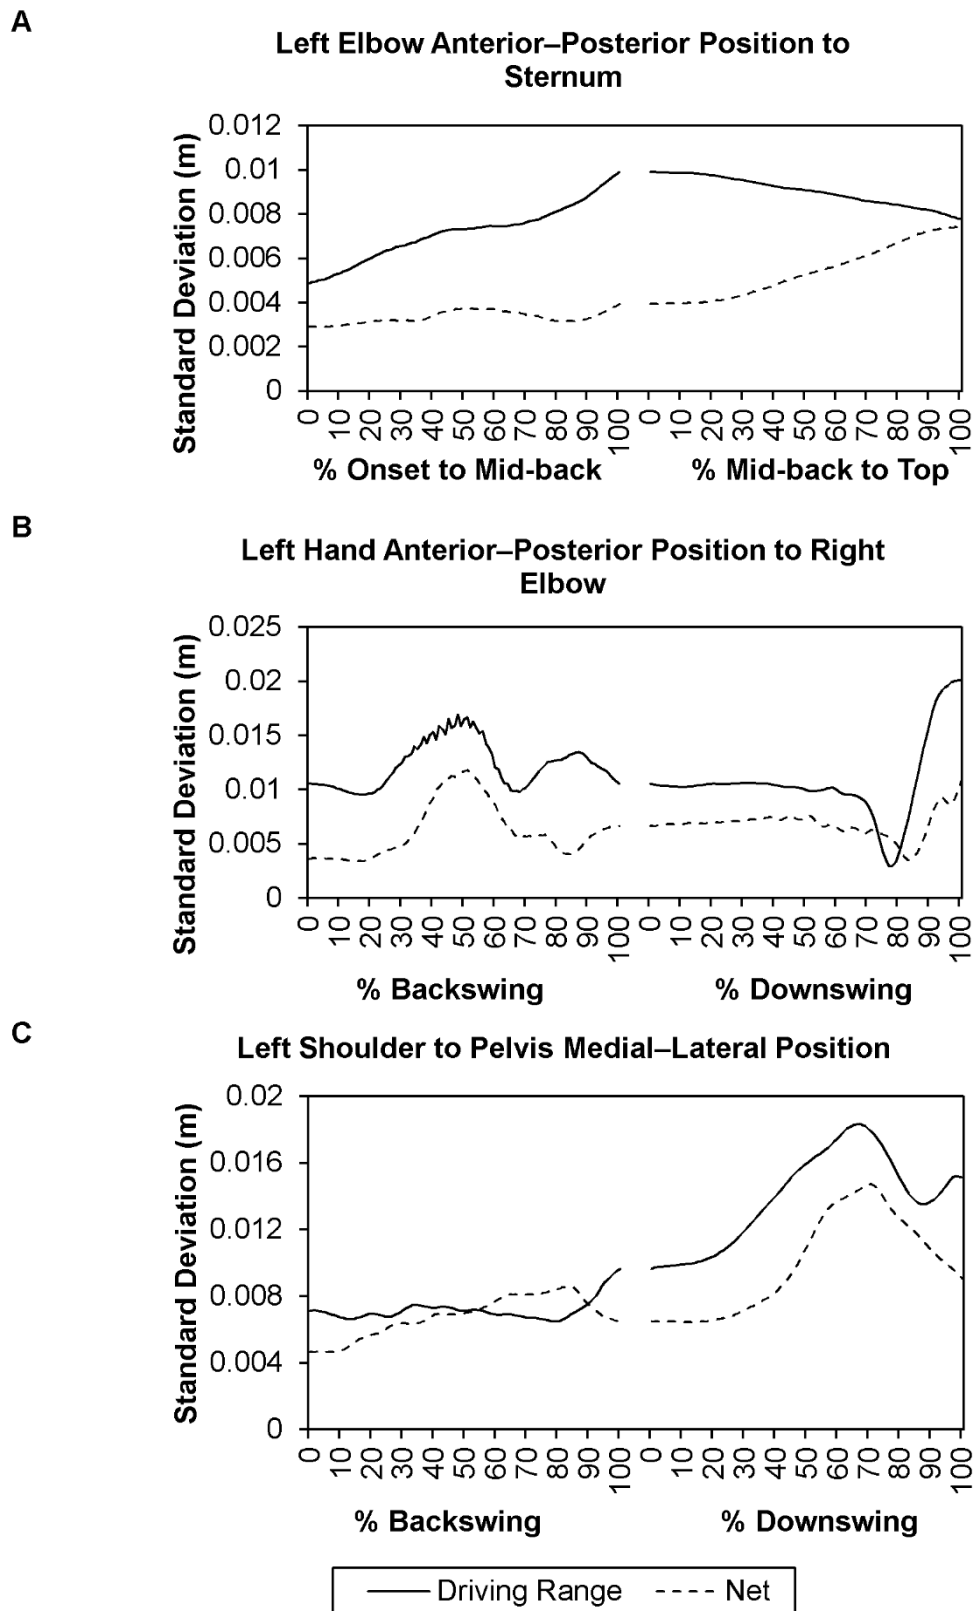 A
Left Elbow Anterior–Posterior Position to
Sternum
Standard Deviation (m)
0.012
0.01
0.008
0.006
0.004
0.002
0
0 10 20 30 40 50 60 70 80 90 100 0 10 20 30 40 50 60 70 80 90 100
% Onset to Mid-back % Mid-back to Top
B
Left Hand Anterior–Posterior Position to Right
Elbow
Standard Deviation (m)
0.025
0.02
0.015
0.01
0.005
0
0 10 20 30 40 50 60 70 80 90 100 0 10 20 30 40 50 60 70 80 90 100
% Backswing % Downswing
C
Left Shoulder to Pelvis Medial–Lateral Position
Standard Deviation (m)
0.02
0.016
0.012
0.008
0.004
0
0 10 20 30 40 50 60 70 80 90 100 0 10 20 30 40 50 60 70 80 90 100
% Backswing % Downswing
Driving Range Net